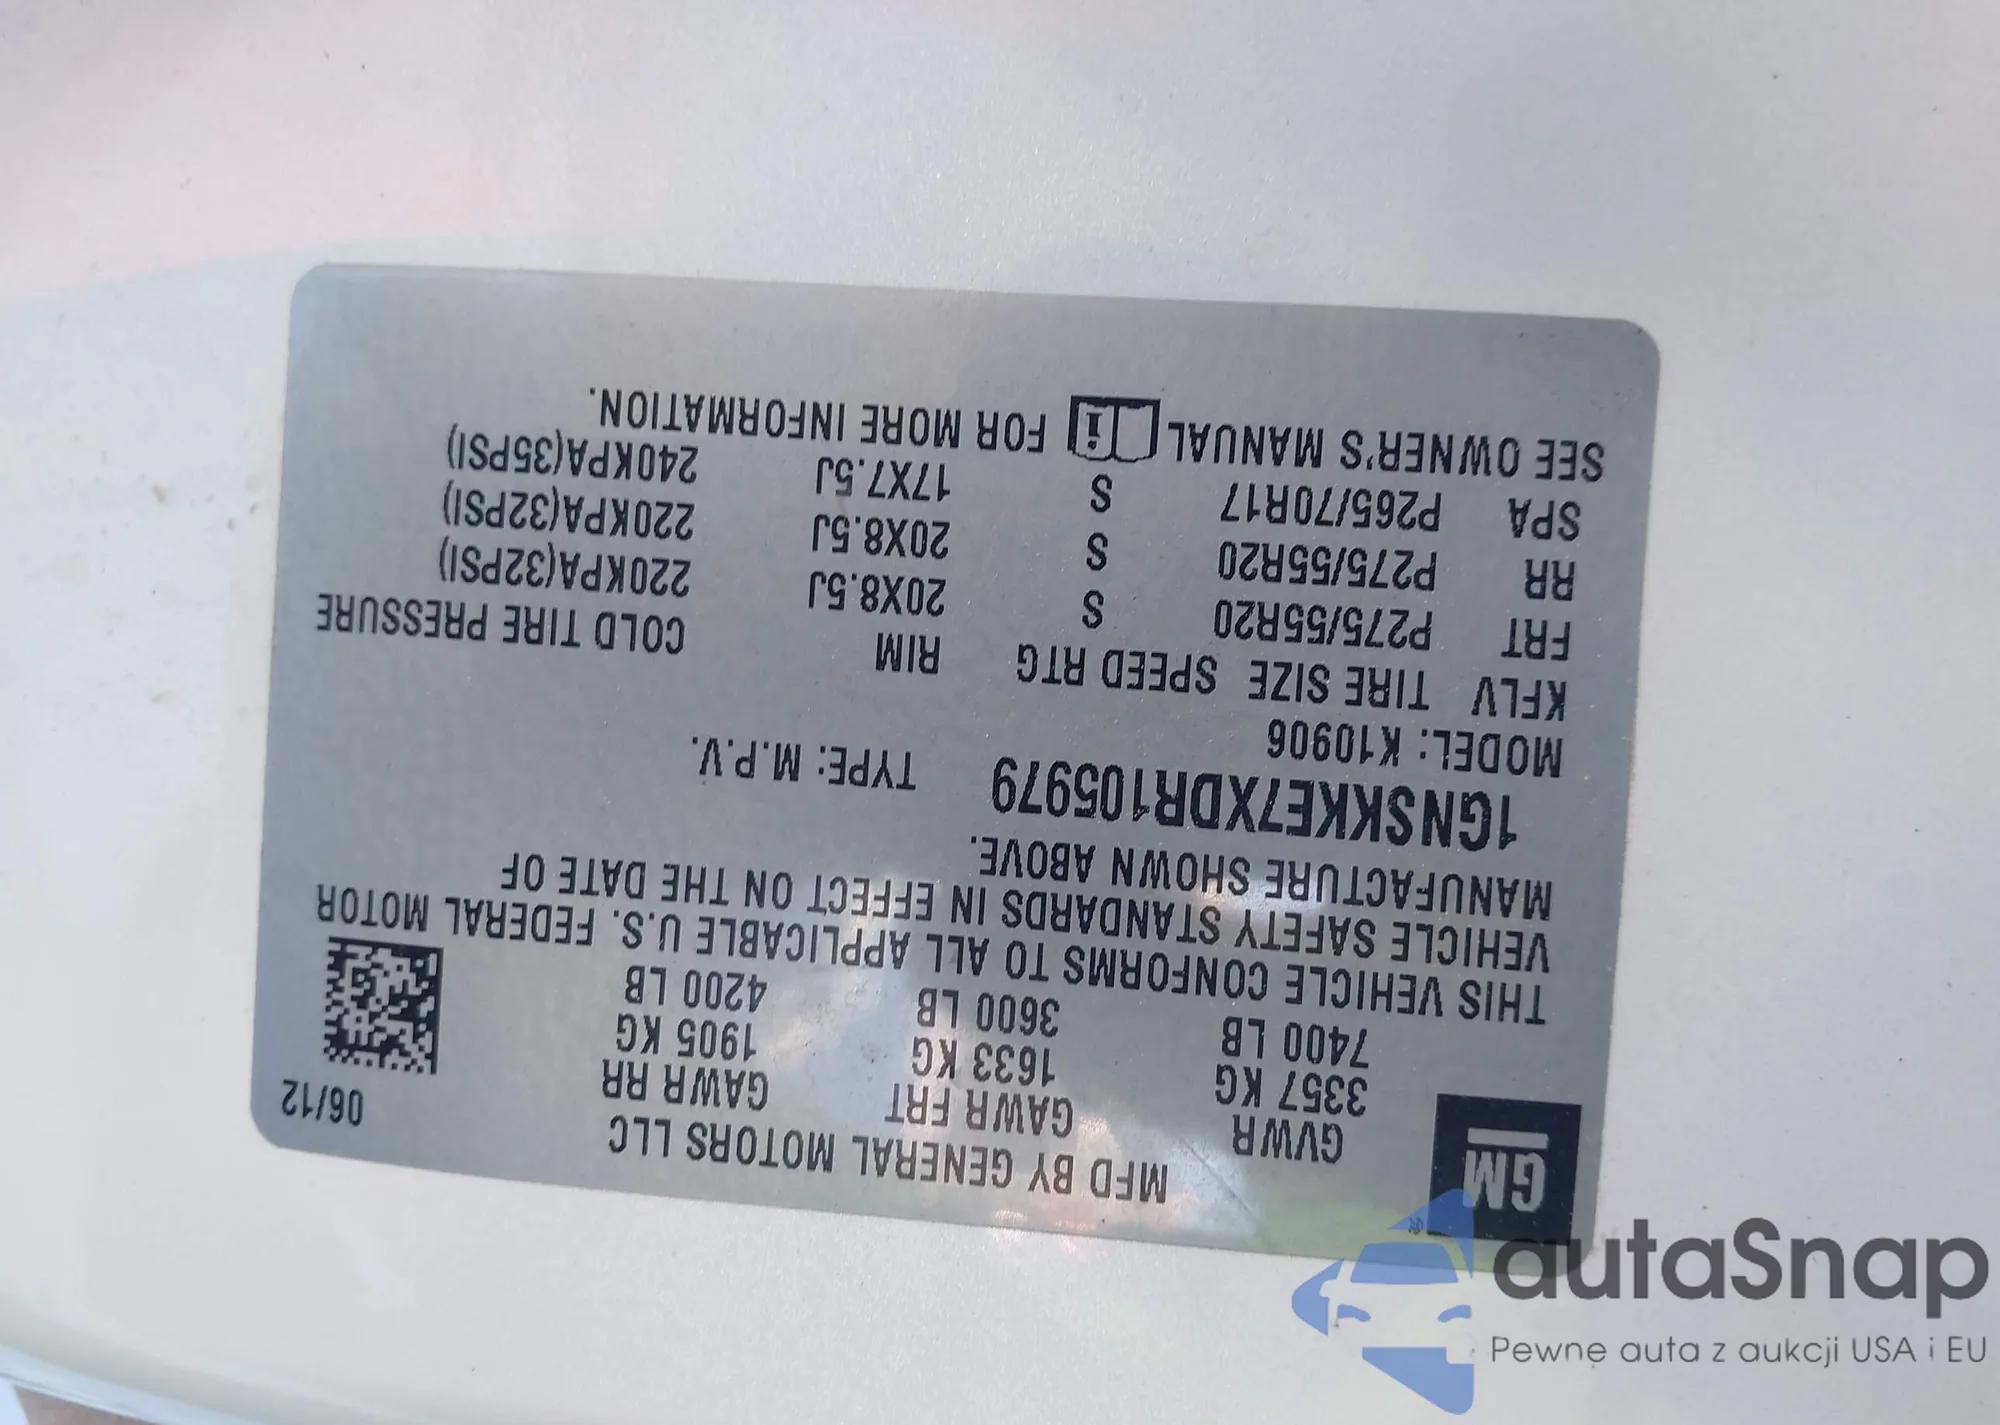 GM
MFD BY GENERAL MOTORS LLC
06/12
GVWR GAWR FRT GAWR RR
3357 KG 1633 KG 1905 KG
7400 LB 3600 LB 4200 LB
THIS VEHICLE CONFORMS TO ALL APPLICABLE U.S. FEDERAL MOTOR
VEHICLE SAFETY STANDARDS IN EFFECT ON THE DATE OF
MANUFACTURE SHOWN ABOVE.
1GNSKKE7XDR105979 TYPE: M.P.V.
MODEL: K10906
KFLV TIRE SIZE SPEED RTG RIM COLD TIRE PRESSURE
FRT P275/55R20 S 20X8.5J 220KPA(32PSI)
RR P275/55R20 S 20X8.5J 220KPA(32PSI)
SPA P265/70R17 S 17X7.5J 240KPA(35PSI)
SEE OWNER'S MANUAL i FOR MORE INFORMATION.
autaSnap
Pewne auta z aukcji USA i EU